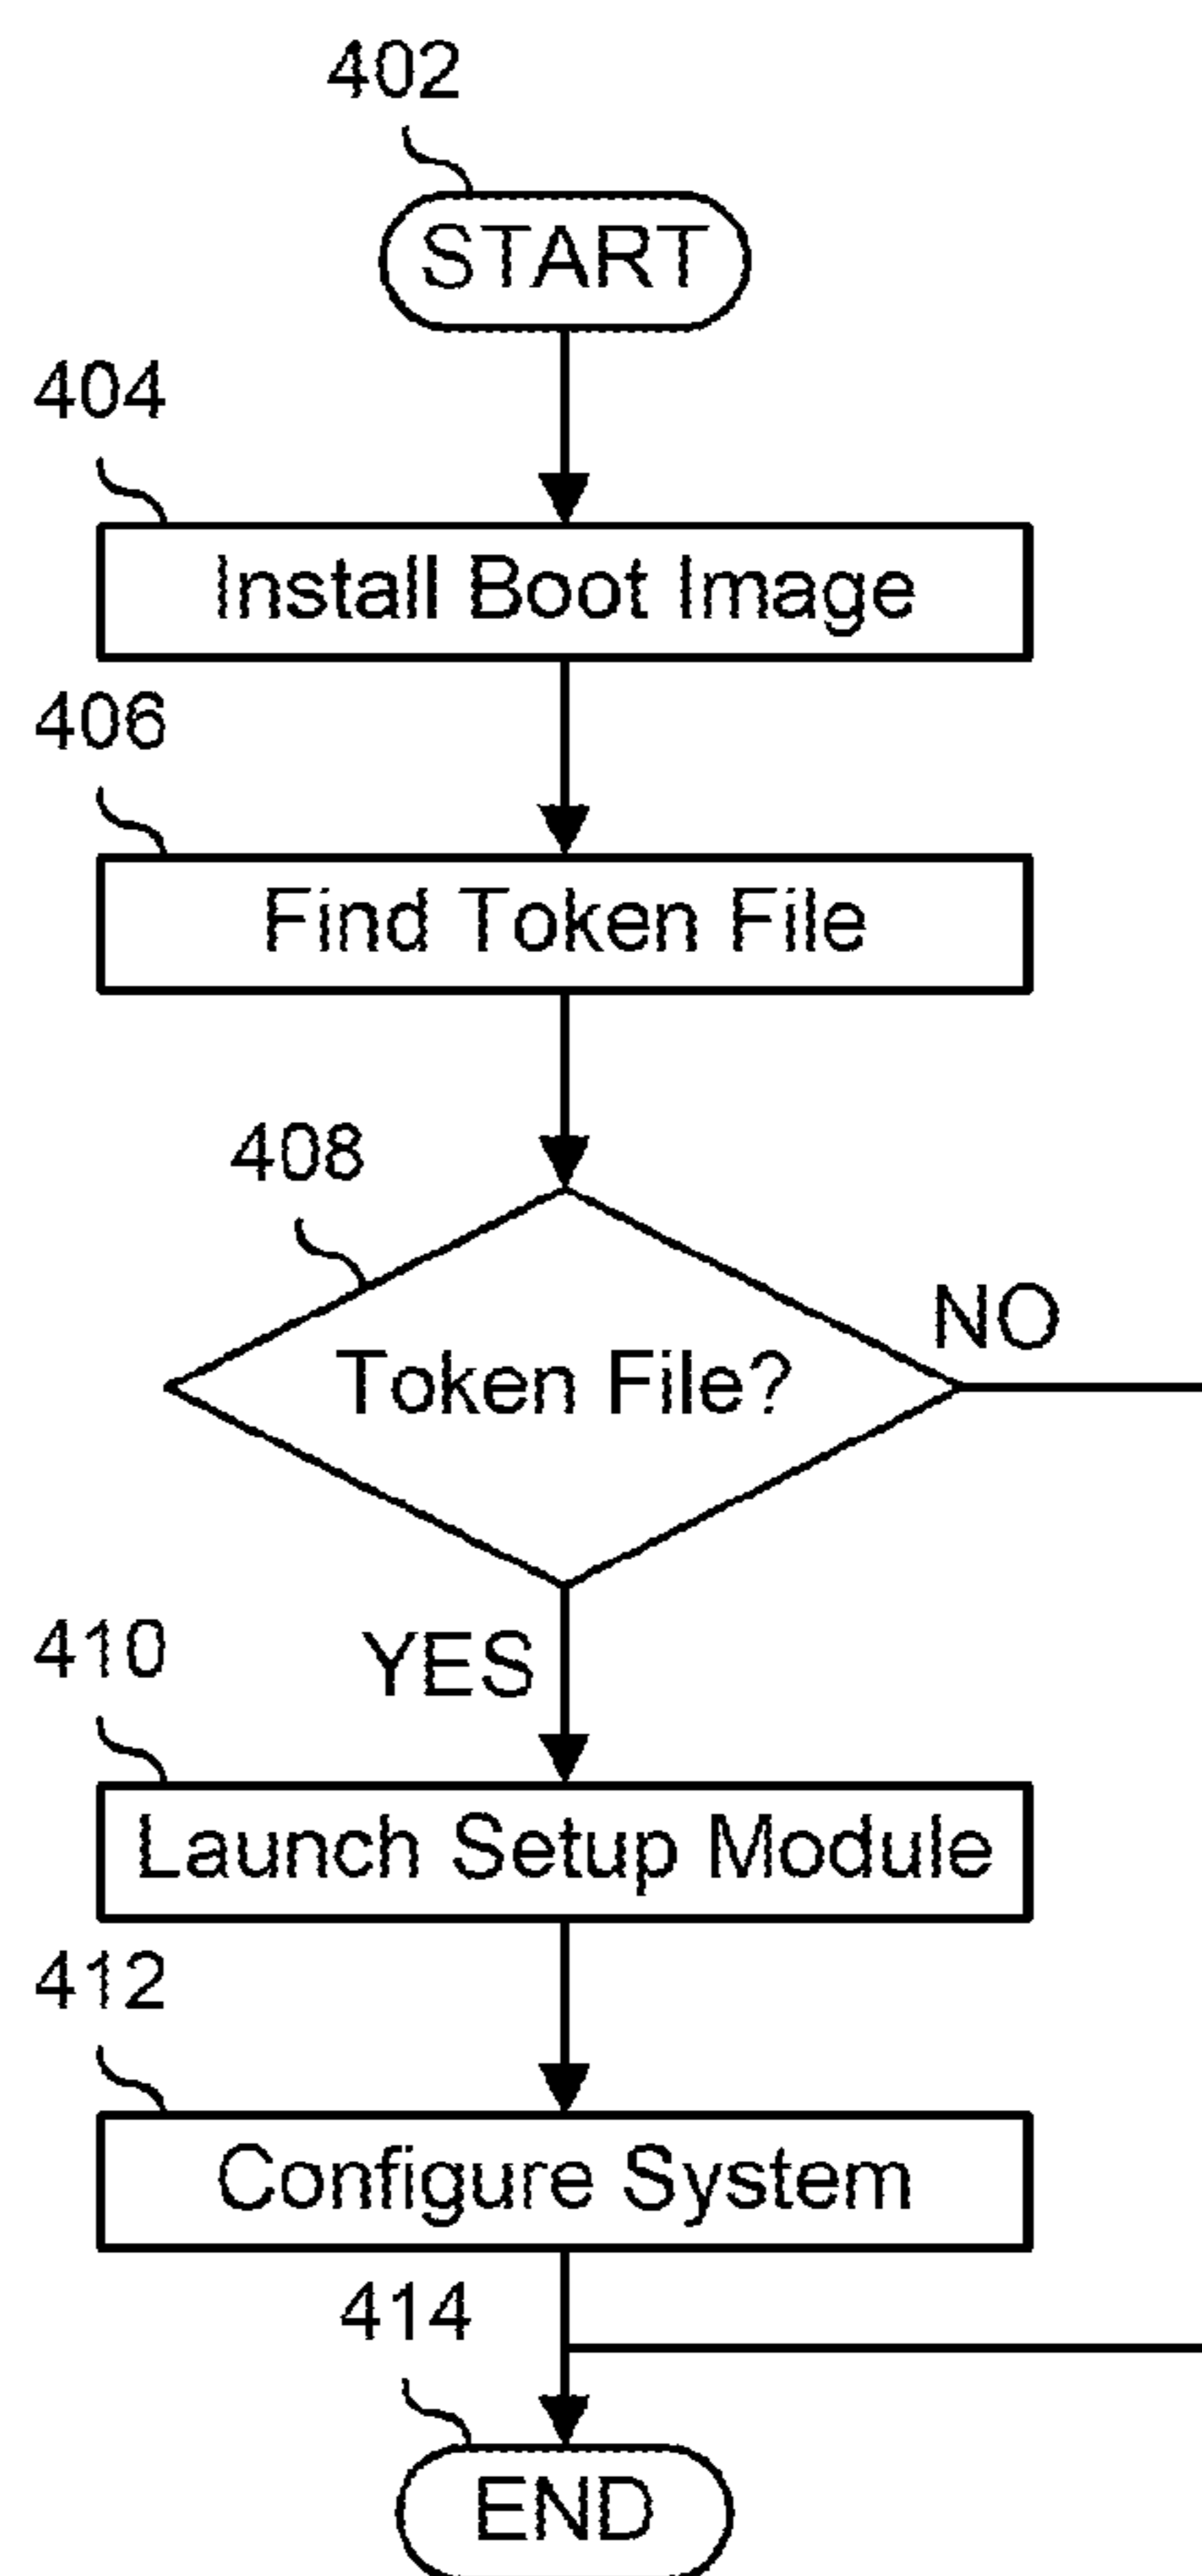 402
START
404
Install Boot Image
406
Find Token File
408
Token File?
NO
YES
410
Launch Setup Module
412
Configure System
414
END